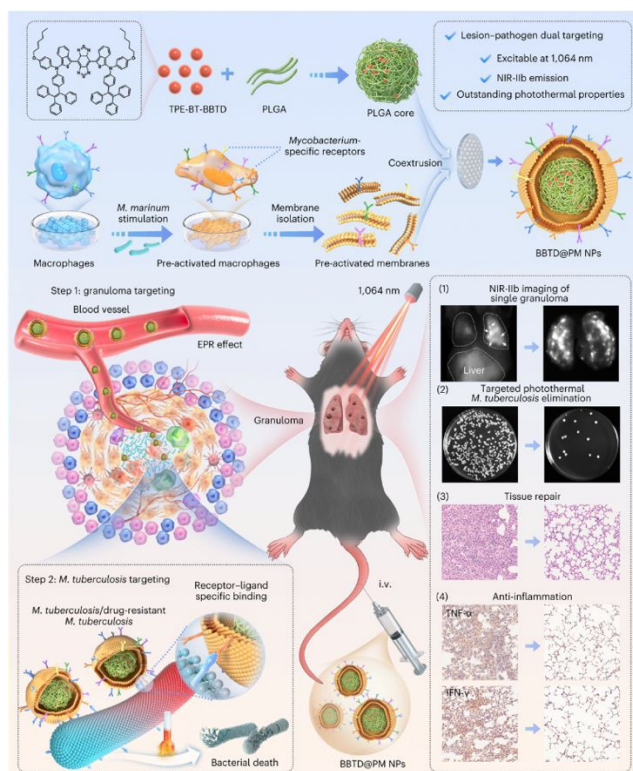 Lesion–pathogen dual targeting
Excitable at 1,064 nm
NIR-IIb emission
Outstanding photothermal properties
TPE-BT-BBTD
PLGA
PLGA core
Mycobacterium-
specific receptors
Coextrusion
M. marinum
stimulation
Membrane
isolation
Macrophages
Pre-activated macrophages
Pre-activated membranes
BBTD@PM NPs
Step 1: granuloma targeting
Blood vessel
EPR effect
Granuloma
1,064 nm
(1)
NIR-IIb imaging of
single granuloma
Liver
(2)
Targeted photothermal
M. tuberculosis elimination
(3)
Tissue repair
(4)
Anti-inflammation
TNF-α
IFN-γ
Step 2: M. tuberculosis targeting
Receptor–ligand
specific binding
M. tuberculosis/drug-resistant
M. tuberculosis
Bacterial death
i.v.
BBTD@PM NPs